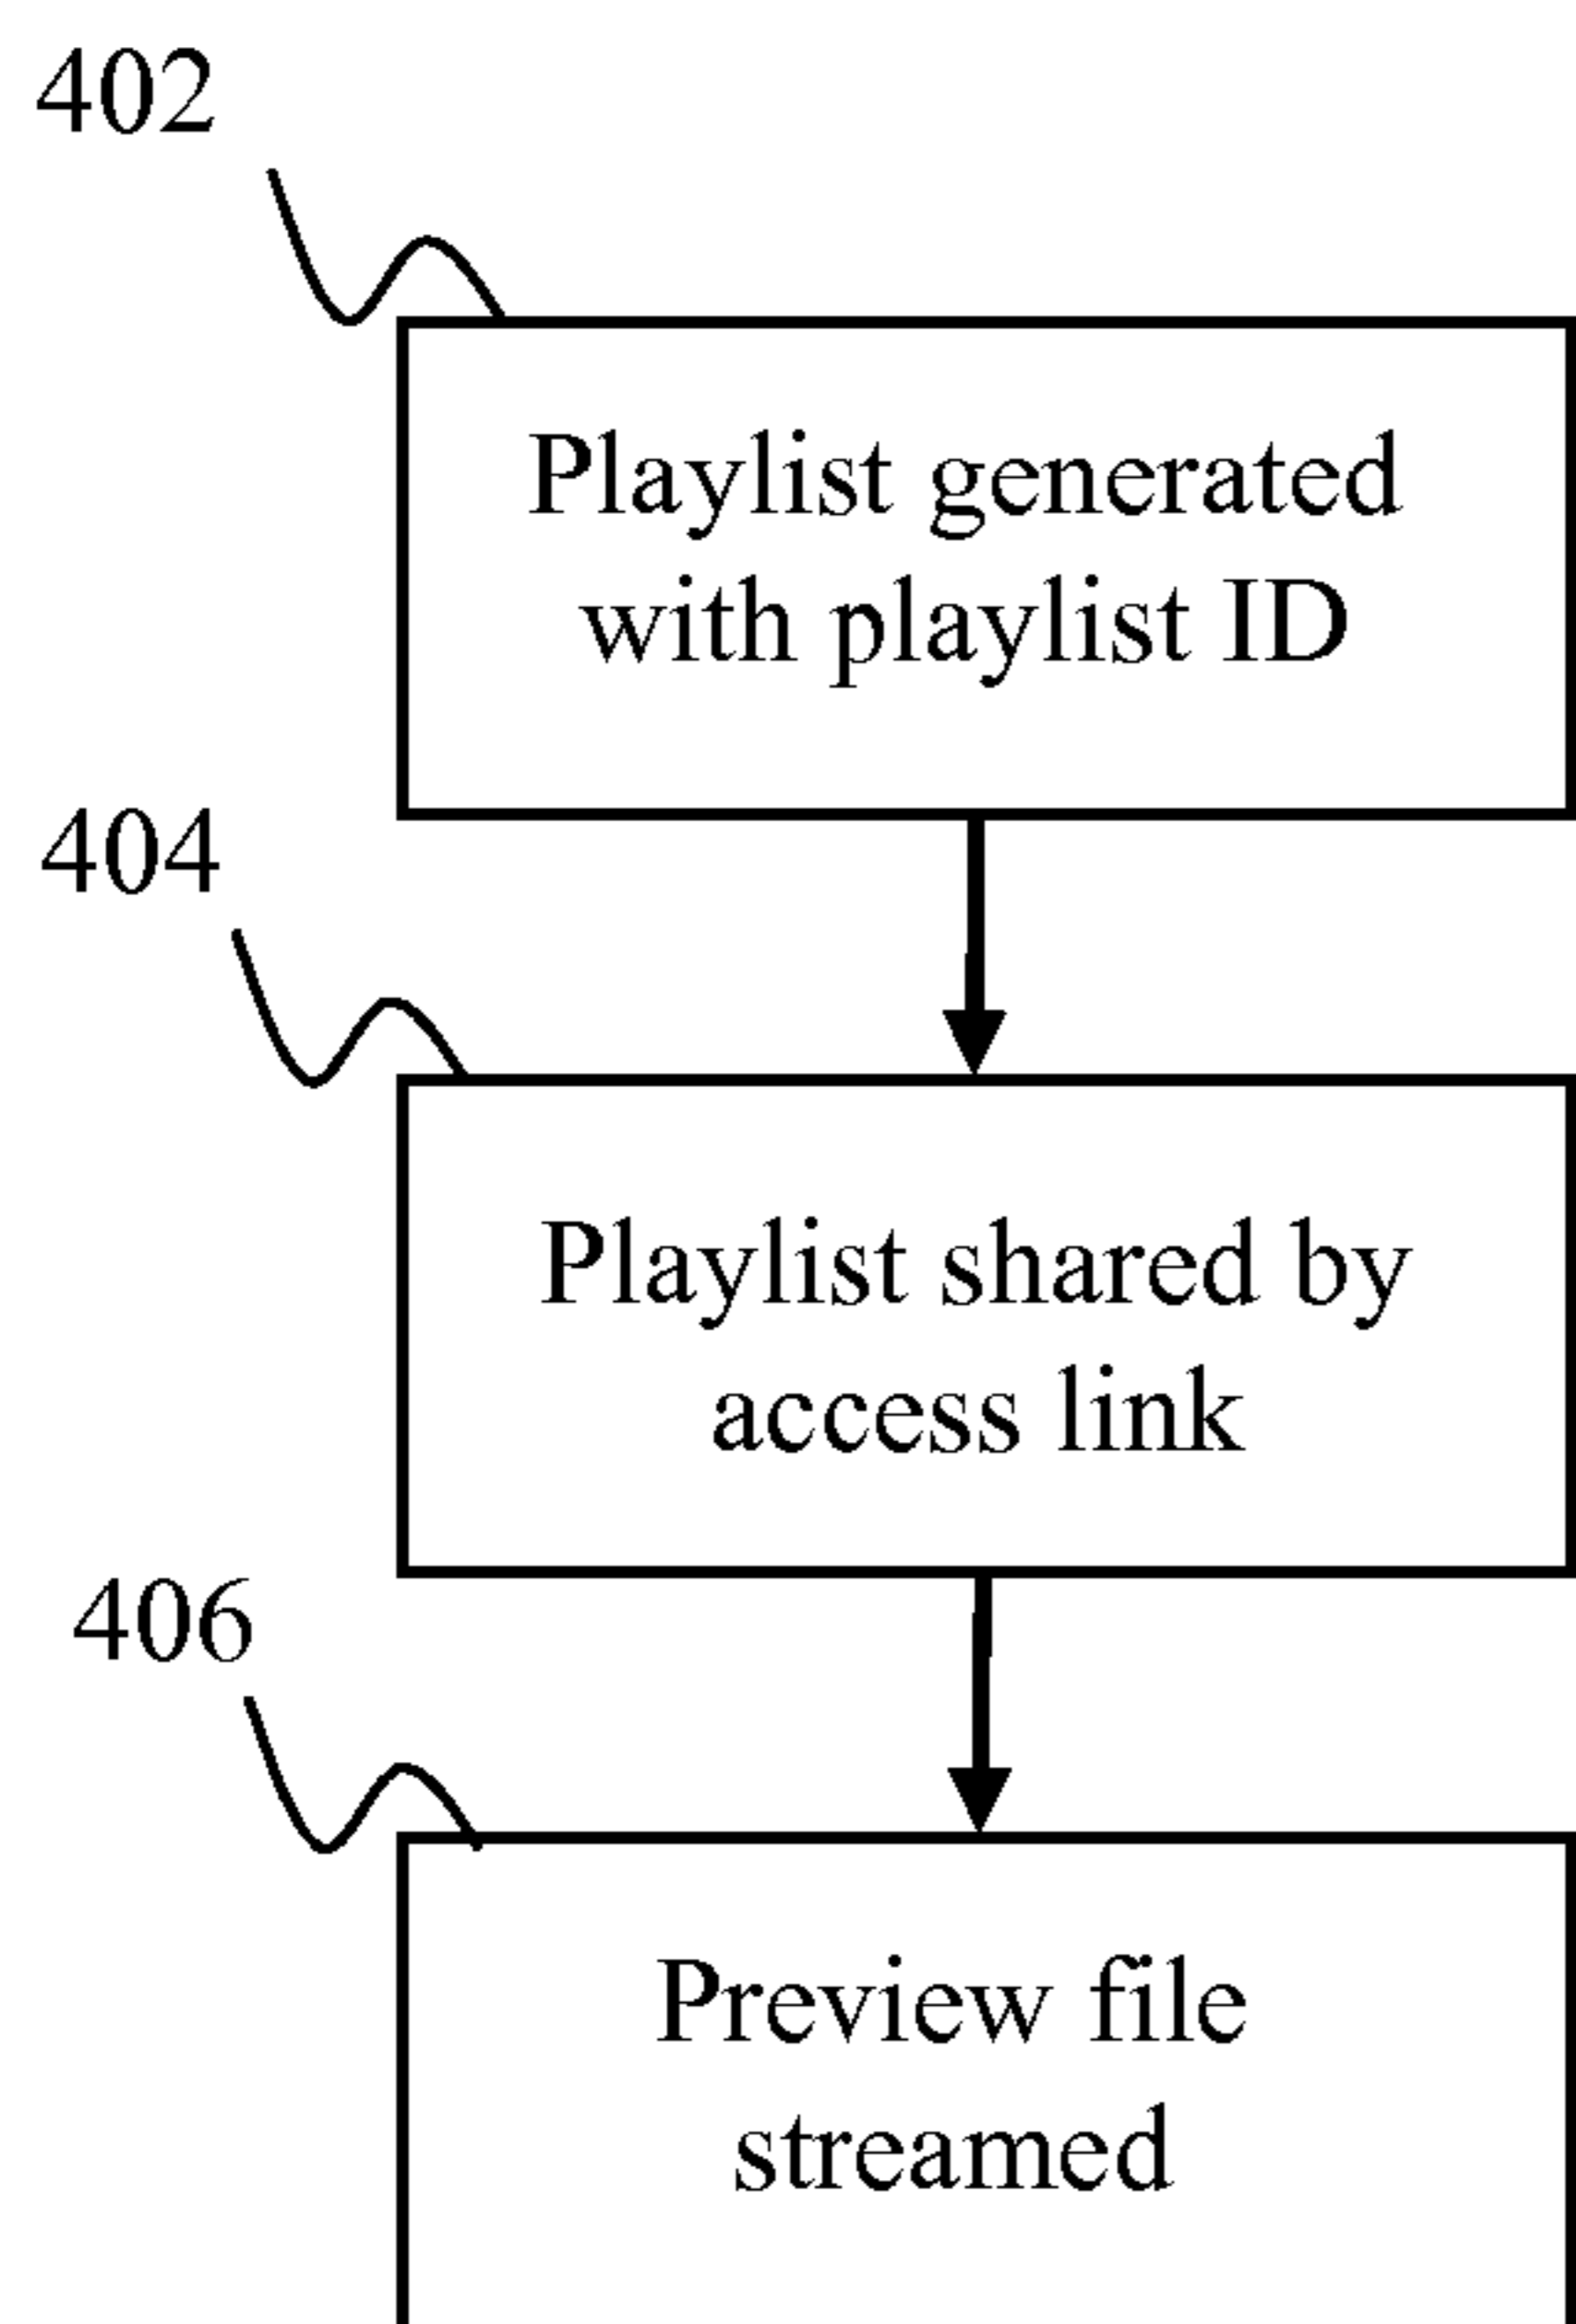 402
Playlist generated
with playlist ID
404
Playlist shared by
access link
406
Preview file
streamed